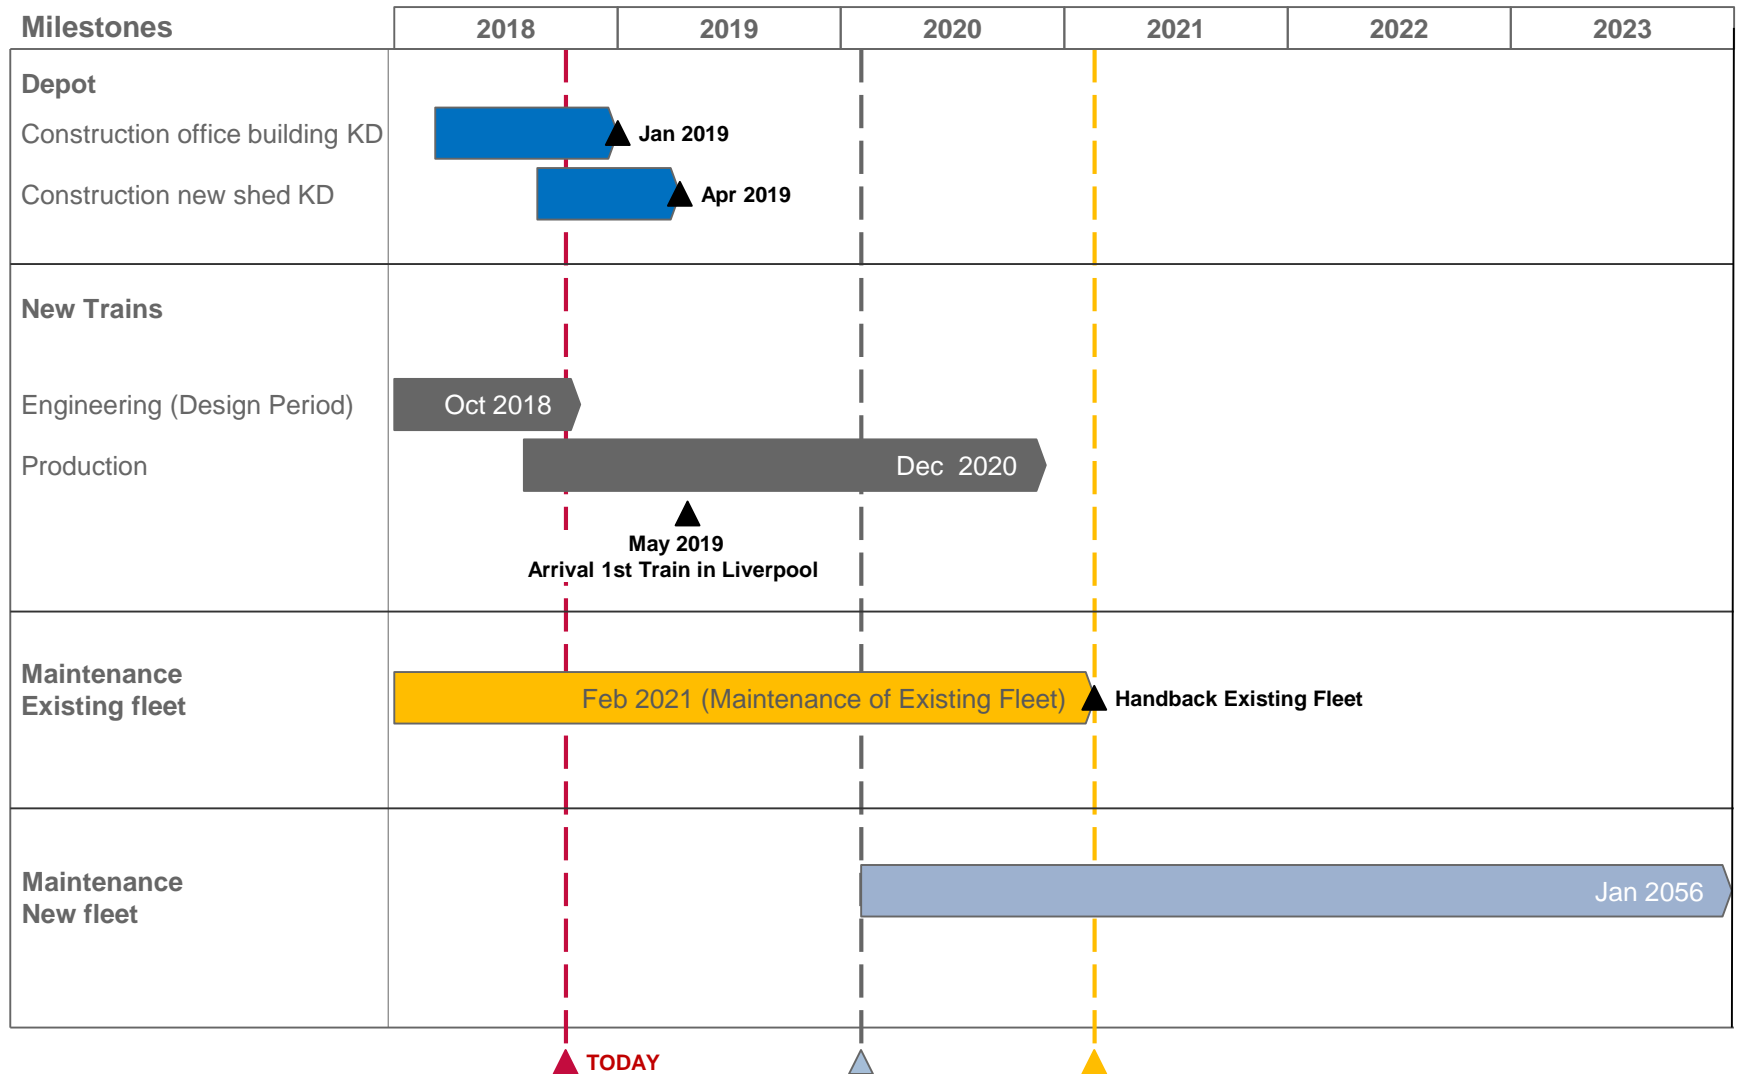 Milestones 2018 2019 2020 2021 2022 2023
Depot
Construction office building KD Jan 2019
Construction new shed KD Apr 2019
New Trains
Engineering (Design Period) Oct 2018
Production Dec 2020
May 2019
Arrival 1st Train in Liverpool
Maintenance
Existing fleet
Feb 2021 (Maintenance of Existing Fleet) Handback Existing Fleet
Maintenance
New fleet
Jan 2056
TODAY